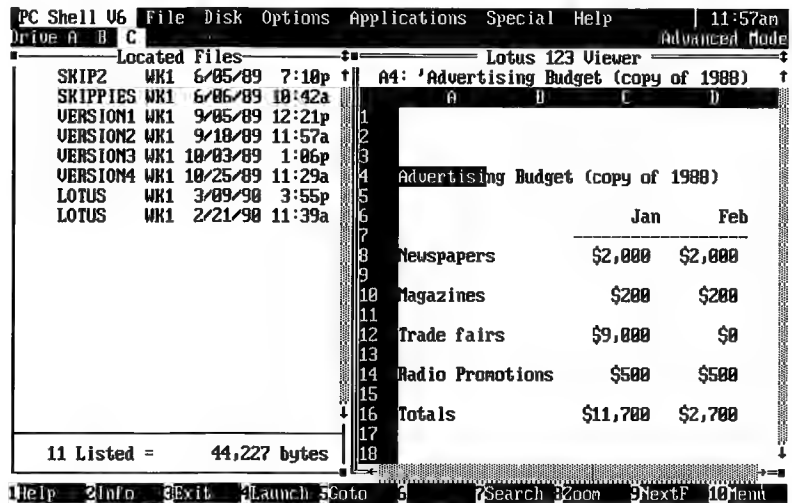 PC Shell V6 File Disk Options Applications Special Help 11:57am
Drive A B C Advanced Mode
Located Files
SKIP2 WK1 6/05/89 7:10p
SKIPPIES WK1 6/06/89 10:42a
VERSION1 WK1 9/05/89 12:21p
VERSION2 WK1 9/18/89 11:57a
VERSION3 WK1 10/03/89 1:06p
VERSION4 WK1 10/25/89 11:29a
LOTUS WK1 3/09/90 3:55p
LOTUS WK1 2/21/90 11:39a
11 Listed = 44,227 bytes
Lotus 123 Viewer
A4: 'Advertising Budget (copy of 1988)
A B C D
1
2
3
4 Advertising Budget (copy of 1988)
5
6 Jan Feb
7
8 Newspapers $2,000 $2,000
9
10 Magazines $200 $200
11
12 Trade fairs $9,000 $0
13
14 Radio Promotions $500 $500
15
16 Totals $11,700 $2,700
17
18
1Help 2Info 3Exit 4Launch 5Goto 6 7Search 8Zoom 9NextF 10Menu